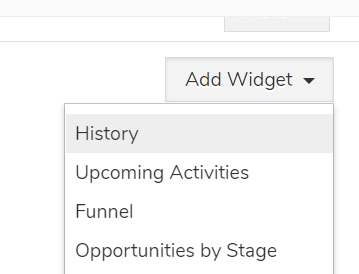 Add Widget
History
Upcoming Activities
Funnel
Opportunities by Stage